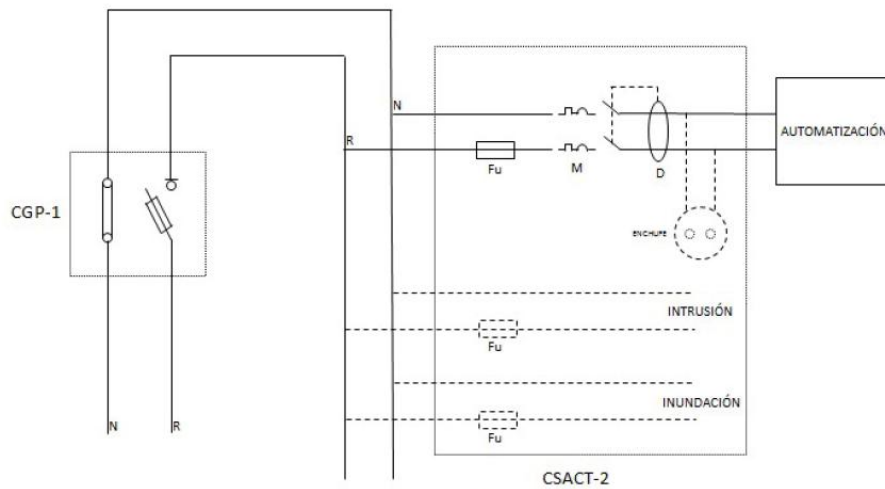 N
R
AUTOMATIZACIÓN
Fu
M
D
CGP-1
ENCHUFE
INTRUSIÓN
Fu
INUNDACIÓN
N
R
Fu
CSACT-2